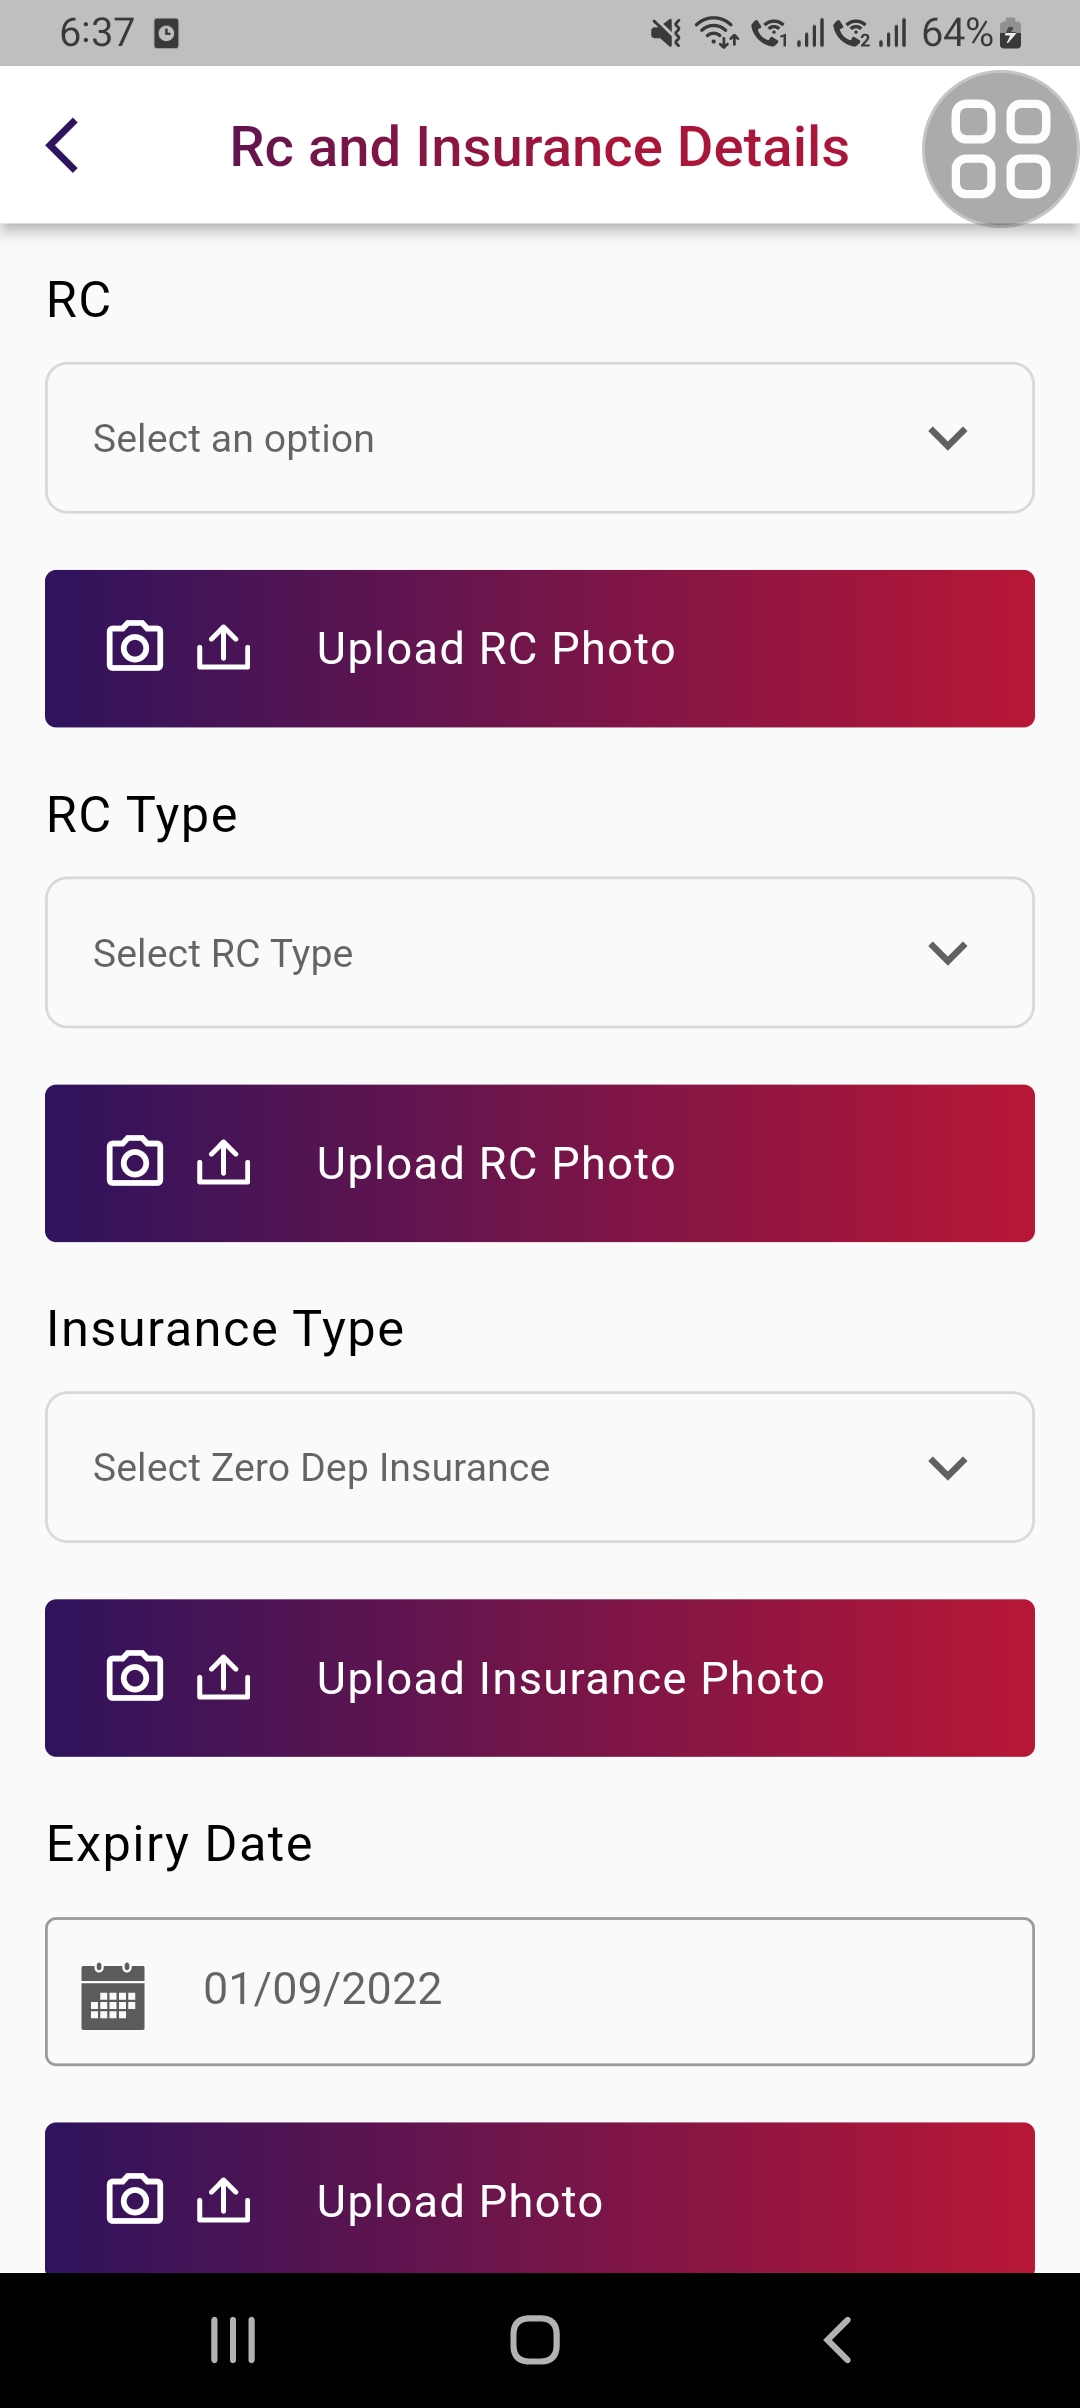 6:37
1 2 64%
Rc and Insurance Details
RC
Select an option
Upload RC Photo
RC Type
Select RC Type
Upload RC Photo
Insurance Type
Select Zero Dep Insurance
Upload Insurance Photo
Expiry Date
01/09/2022
Upload Photo